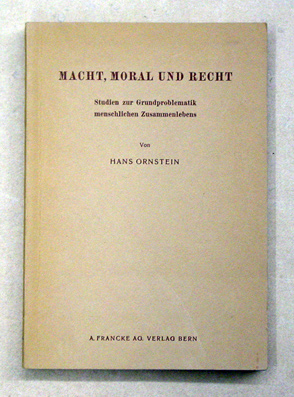 MACHT, MORAL UND RECHT
Studien zur Grundproblematik
menschlichen Zusammenlebens
Von
HANS ORNSTEIN
A. FRANCKE AG. VERLAG BERN